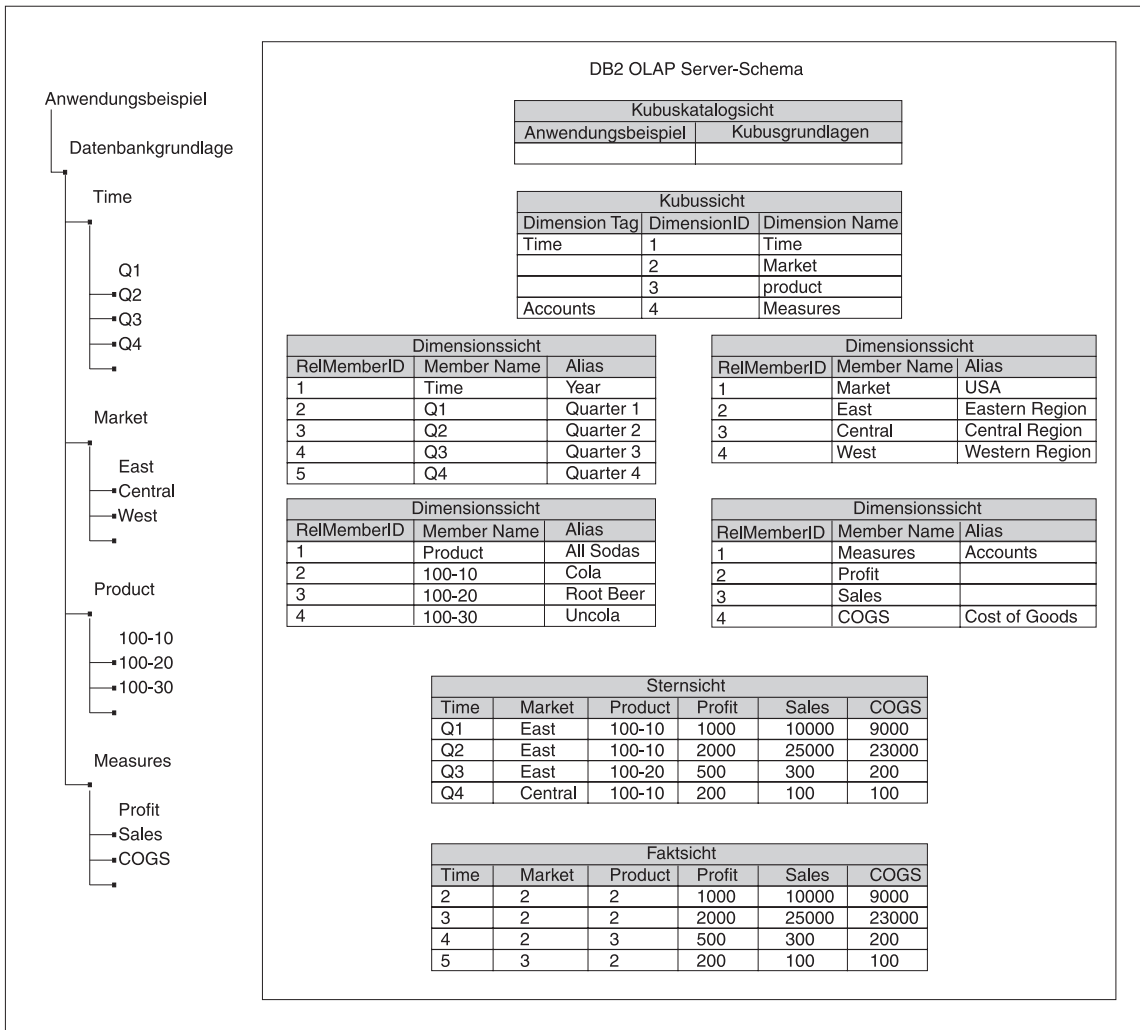 Anwendungsbeispiel
Datenbankgrundlage
Time
Q1
Q2
Q3
Q4
Market
East
Central
West
Product
100-10
100-20
100-30
Measures
Profit
Sales
COGS
DB2 OLAP Server-Schema
Kubuskatalogsicht
Anwendungsbeispiel Kubusgrundlagen
Kubussicht
Dimension Tag DimensionID Dimension Name
Time 1 Time
2 Market
3 product
Accounts 4 Measures
Dimensionssicht
RelMemberID Member Name Alias
1 Time Year
2 Q1 Quarter 1
3 Q2 Quarter 2
4 Q3 Quarter 3
5 Q4 Quarter 4
Dimensionssicht
RelMemberID Member Name Alias
1 Market USA
2 East Eastern Region
3 Central Central Region
4 West Western Region
Dimensionssicht
RelMemberID Member Name Alias
1 Product All Sodas
2 100-10 Cola
3 100-20 Root Beer
4 100-30 Uncola
Dimensionssicht
RelMemberID Member Name Alias
1 Measures Accounts
2 Profit
3 Sales
4 COGS Cost of Goods
Sternsicht
Time Market Product Profit Sales COGS
Q1 East 100-10 1000 10000 9000
Q2 East 100-10 2000 25000 23000
Q3 East 100-20 500 300 200
Q4 Central 100-10 200 100 100
Faktsicht
Time Market Product Profit Sales COGS
2 2 2 1000 10000 9000
3 2 2 2000 25000 23000
4 2 3 500 300 200
5 3 2 200 100 100